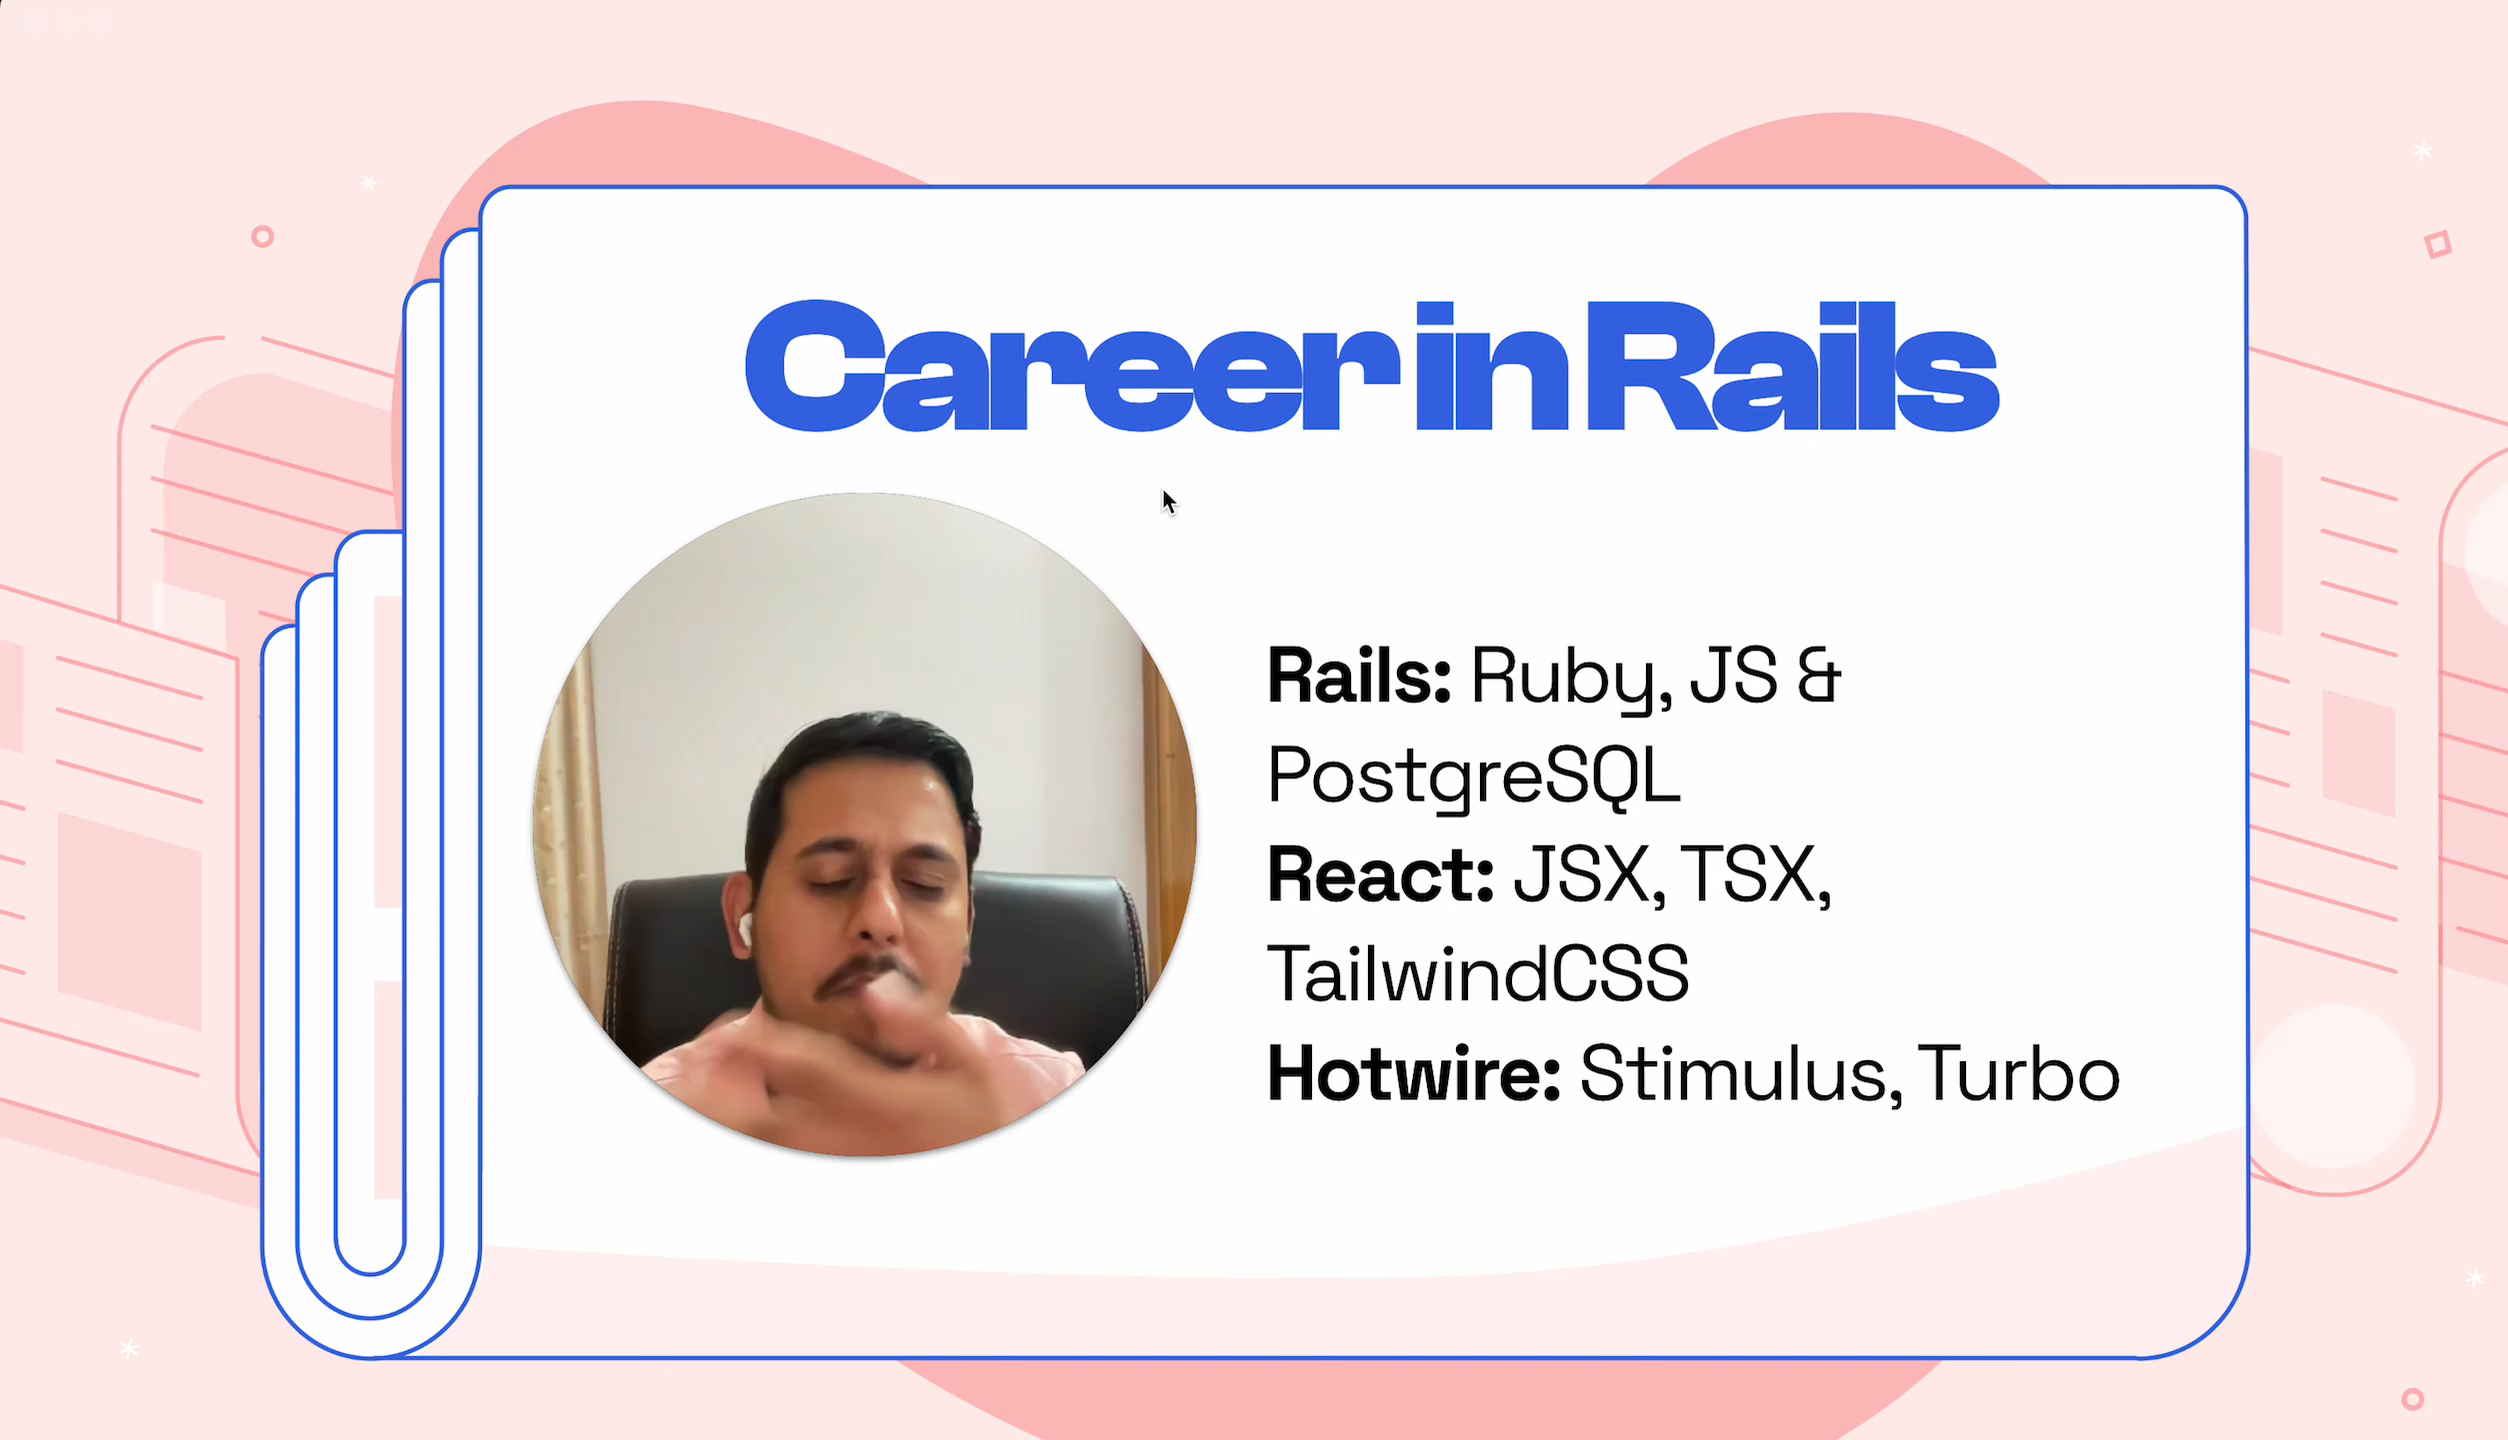 Career in Rails
Rails: Ruby, JS &
PostgreSQL
React: JSX, TSX,
TailwindCSS
Hotwire: Stimulus, Turbo